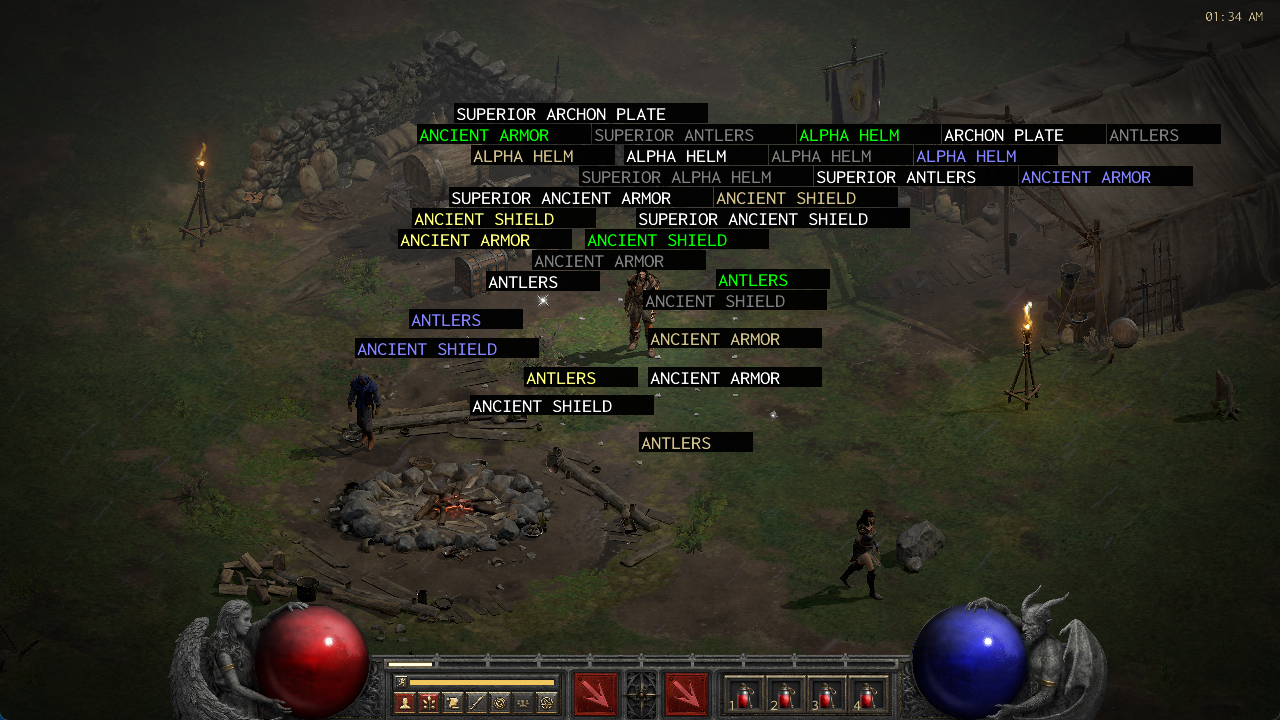 01:34 AM
SUPERIOR ARCHON PLATE
ANCIENT ARMOR SUPERIOR ANTLERS ALPHA HELM ARCHON PLATE ANTLERS
ALPHA HELM ALPHA HELM ALPHA HELM ALPHA HELM
SUPERIOR ALPHA HELM SUPERIOR ANTLERS ANCIENT ARMOR
SUPERIOR ANCIENT ARMOR ANCIENT SHIELD
ANCIENT SHIELD SUPERIOR ANCIENT SHIELD
ANCIENT ARMOR ANCIENT SHIELD
ANCIENT ARMOR
ANTLERS ANTLERS
ANCIENT SHIELD
ANTLERS
ANCIENT ARMOR
ANCIENT SHIELD
ANTLERS ANCIENT ARMOR
ANCIENT SHIELD
ANTLERS
1 2 3 4